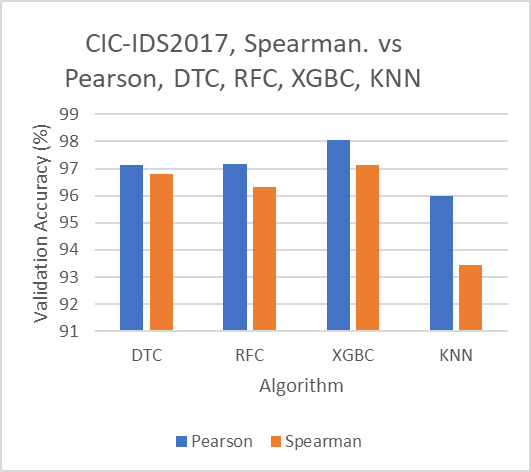 CIC-IDS2017, Spearman. vs
Pearson, DTC, RFC, XGBC, KNN
Validation Accuracy (%)
99
98
97
96
95
94
93
92
91
DTC RFC XGBC KNN
Algorithm
Pearson Spearman